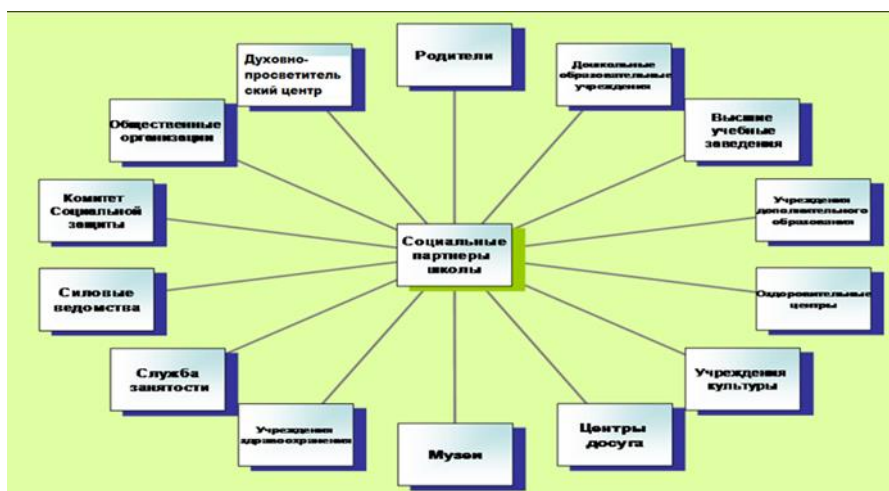 Родители
Духовно-
просветитель
ский центр
Дошкольные
образовательные
учреждения
Общественные
организации
Высшие
учебные
заведения
Комитет
Социальной
защиты
Учреждения
дополнительного
образования
Социальные
партнеры
школы
Силовые
ведомства
Оздоровительные
центры
Служба
занятости
Учреждения
культуры
Учреждения
здравоохранения
Музеи
Центры
досуга